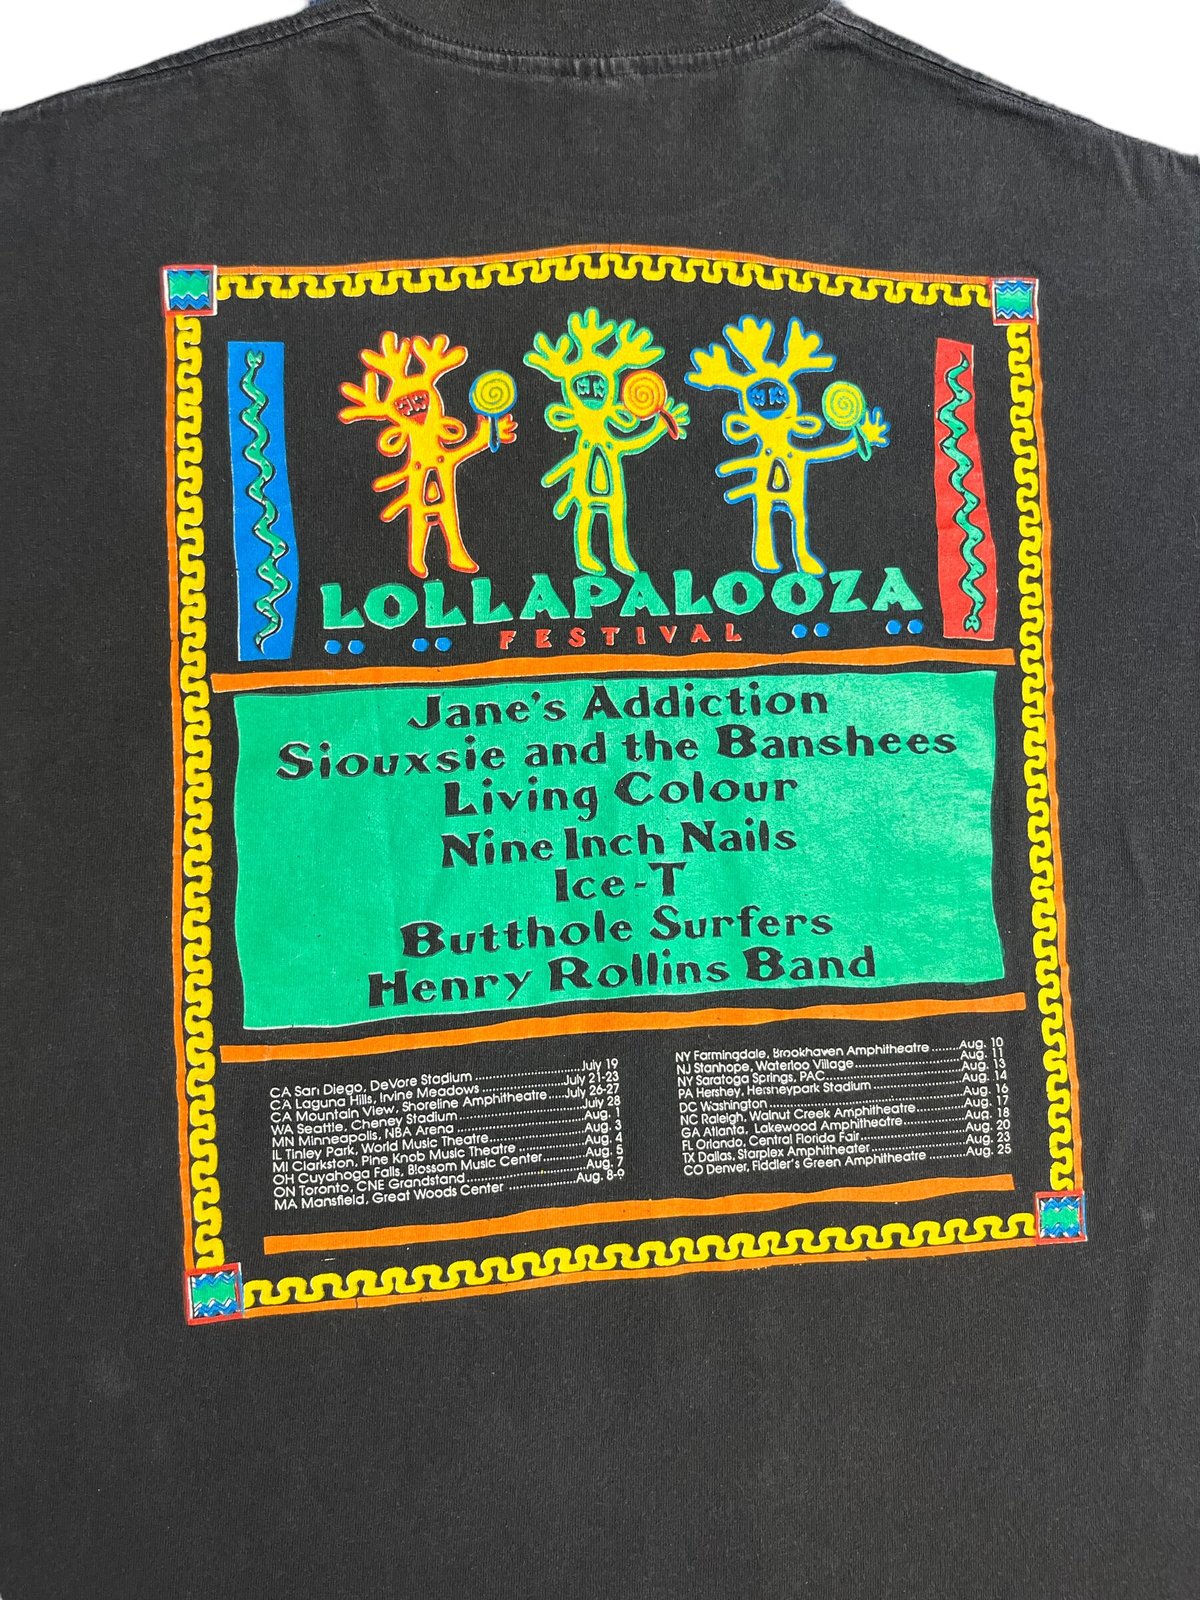 LOLLAPALOOZA
FESTIVAL
Jane's Addiction
Siouxsie and the Banshees
Living Colour
Nine Inch Nails
Ice-T
Butthole Surfers
Henry Rollins Band
CA San Diego, DeVore Stadium ........ July 19
CA Laguna Hills, Irvine Meadows ........ July 21-23
CA Mountain View, Shoreline Amphitheatre ........ July 26-27
WA Seattle, Cheney Stadium ........ July 28
MN Minneapolis, NBA Arena ........ Aug. 1
IL Tinley Park, World Music Theatre ........ Aug. 3
MI Clarkston, Pine Knob Music Theatre ........ Aug. 4
OH Cuyahoga Falls, Blossom Music Center ........ Aug. 5
ON Toronto, CNE Grandstand ........ Aug. 7
MA Mansfield, Great Woods Center ........ Aug. 8-9
NY Farmingdale, Brookhaven Amphitheatre ........ Aug. 10
NJ Stanhope, Waterloo Village ........ Aug. 11
NY Saratoga Springs, PAC ........ Aug. 13
PA Hershey, Hersheypark Stadium ........ Aug. 14
DC Washington ........ Aug. 16
NC Raleigh, Walnut Creek Amphitheatre ........ Aug. 17
GA Atlanta, Lakewood Amphitheatre ........ Aug. 18
FL Orlando, Central Florida Fair ........ Aug. 20
TX Dallas, Starplex Amphitheater ........ Aug. 23
CO Denver, Fiddler's Green Amphitheatre ........ Aug. 25